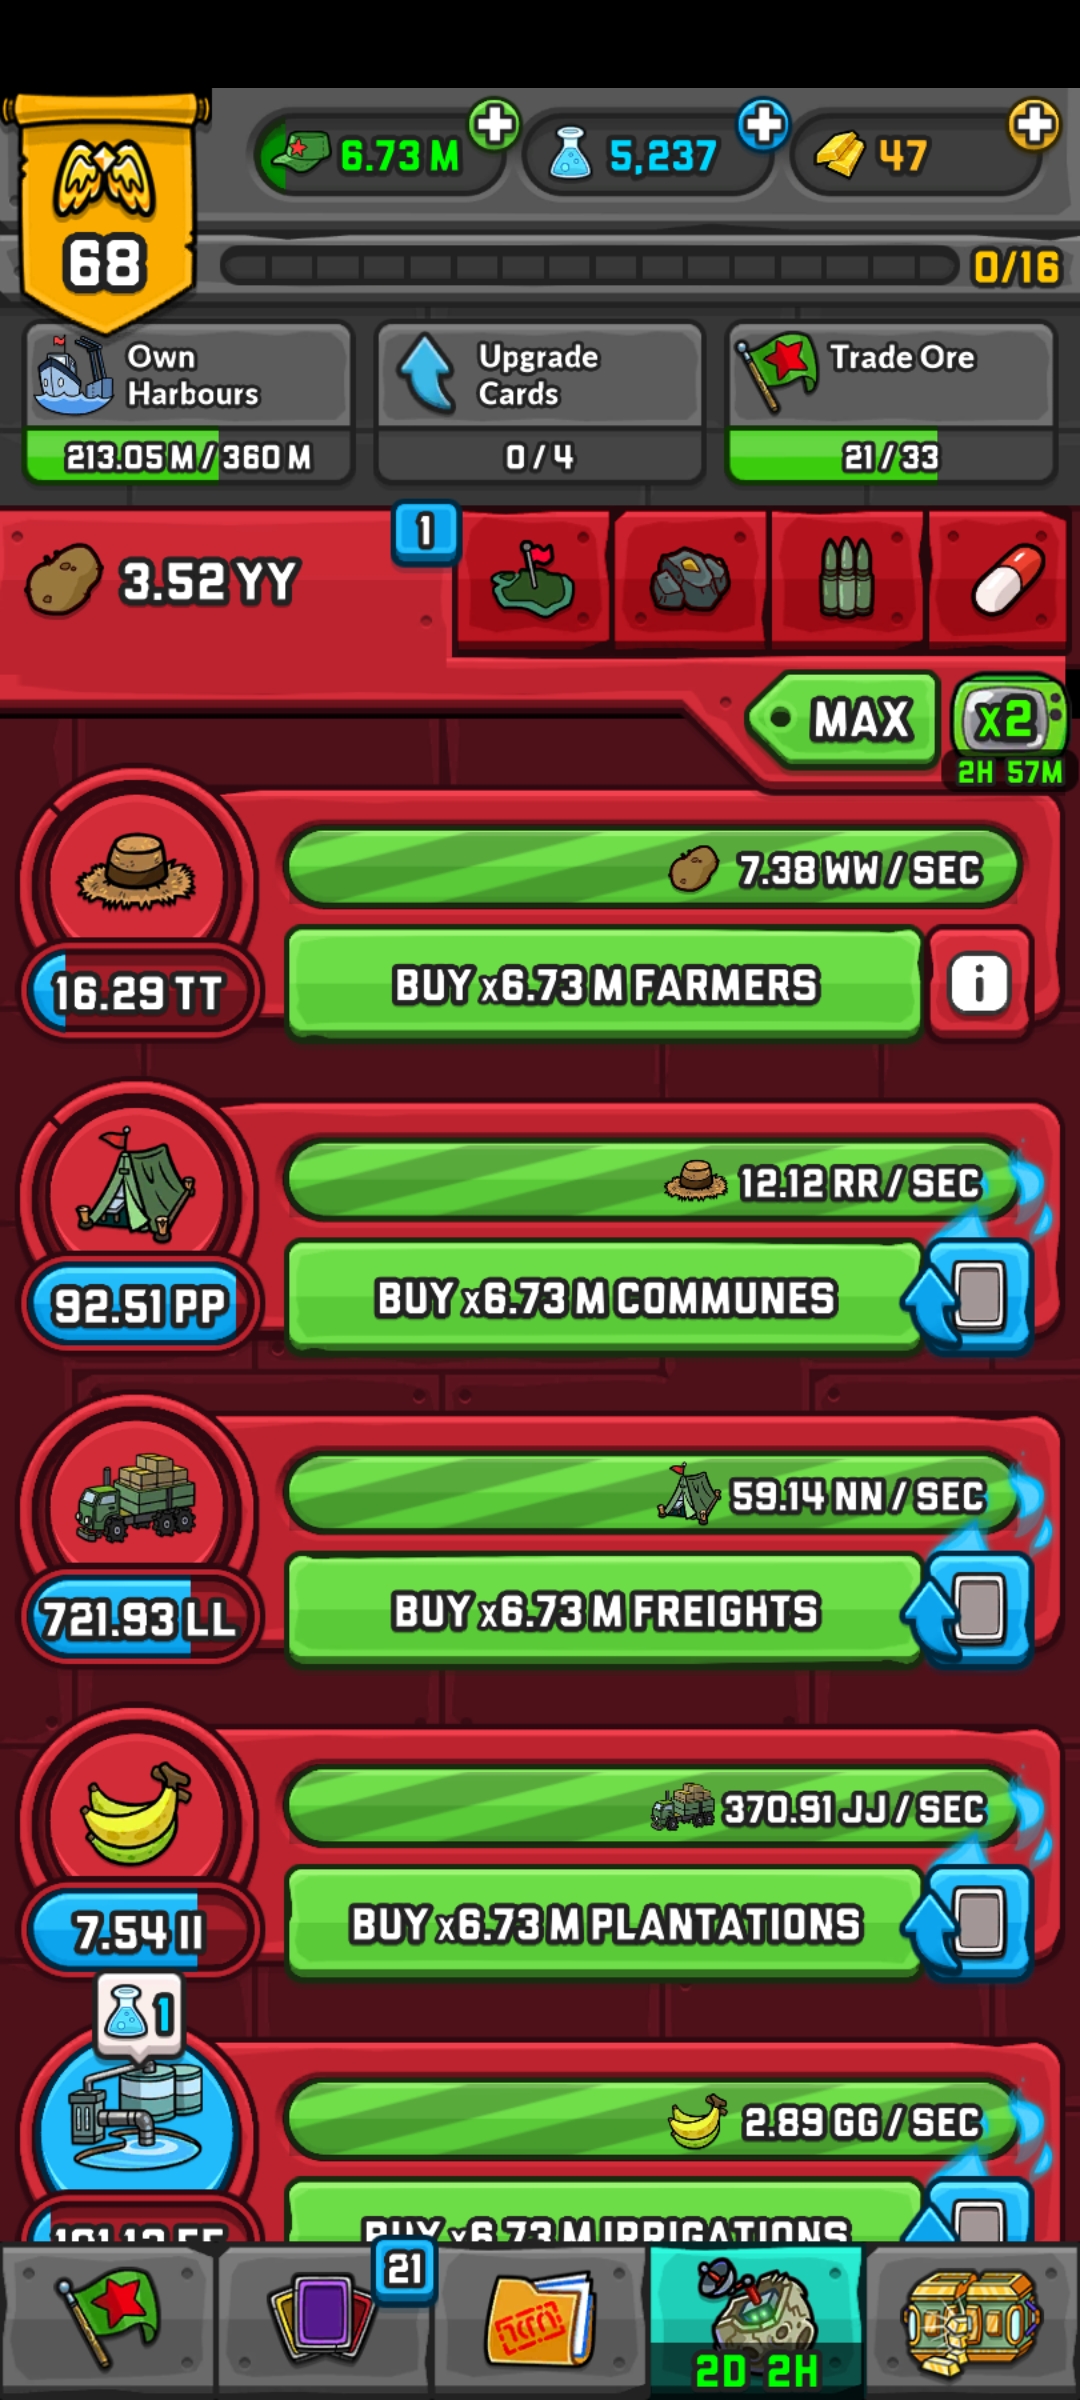 68
6.73 M
5,237
47
0/16
Own
Harbours
213.05 M / 360 M
Upgrade
Cards
0 / 4
Trade Ore
21 / 33
3.52 YY
1
MAX
x2
2H 57M
7.38 WW / SEC
16.29 TT
BUY x6.73 M FARMERS
i
12.12 RR / SEC
92.51 PP
BUY x6.73 M COMMUNES
59.14 NN / SEC
721.93 LL
BUY x6.73 M FREIGHTS
370.91 JJ / SEC
7.54 II
BUY x6.73 M PLANTATIONS
1
2.89 GG / SEC
BUY x6.73 M IRRIGATIONS
21
2D 2H